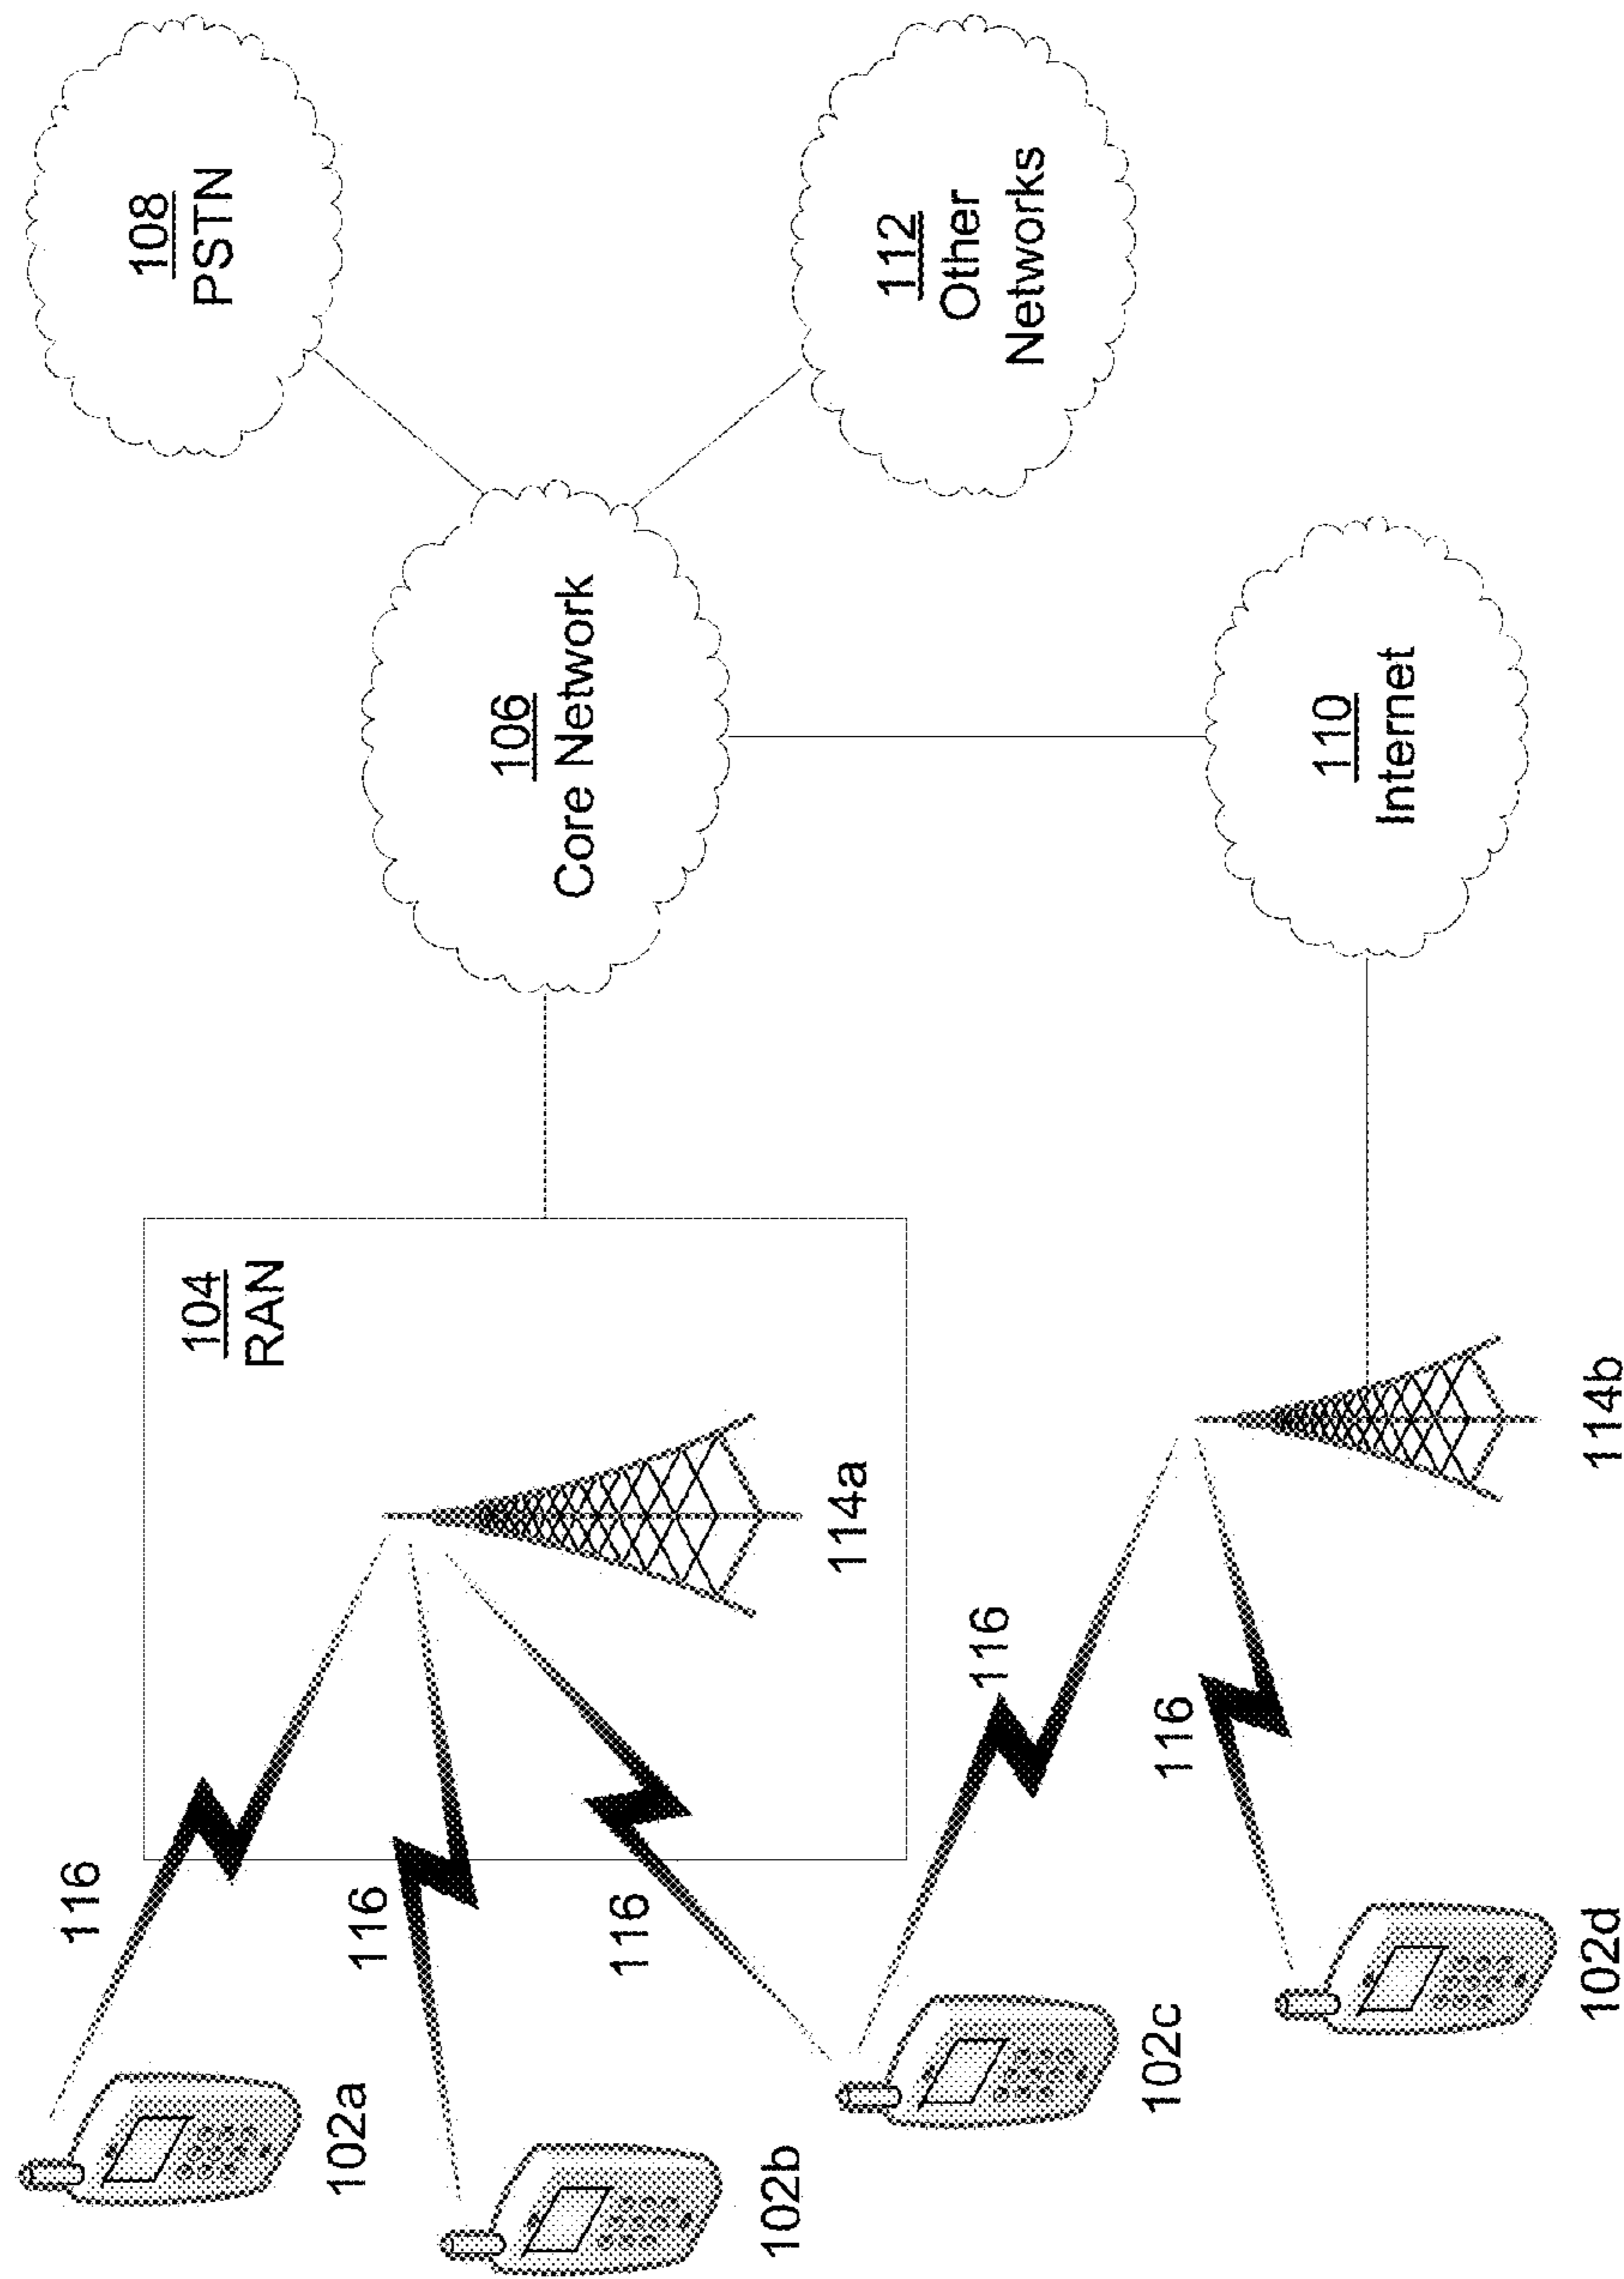 108
PSTN
106
Core Network
112
Other
Networks
104
RAN
110
Internet
114a
114b
116
116
116
116
116
102a
102b
102c
102d